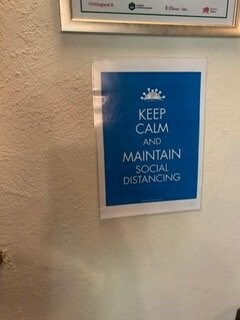 KEEP
CALM
AND
MAINTAIN
SOCIAL
DISTANCING